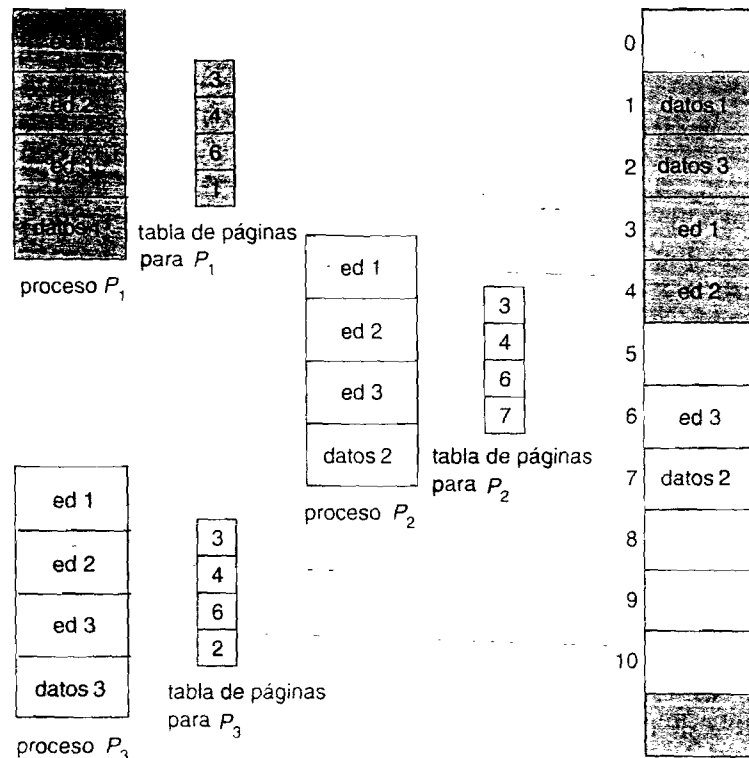 ed 1
ed 2
ed 3
datos 1
proceso P1
3
4
6
1
tabla de páginas
para P1
ed 1
ed 2
ed 3
datos 2
proceso P2
3
4
6
7
tabla de páginas
para P2
ed 1
ed 2
ed 3
datos 3
proceso P3
3
4
6
2
tabla de páginas
para P3
0
1 datos 1
2 datos 3
3 ed 1
4 ed 2
5
6 ed 3
7 datos 2
8
9
10